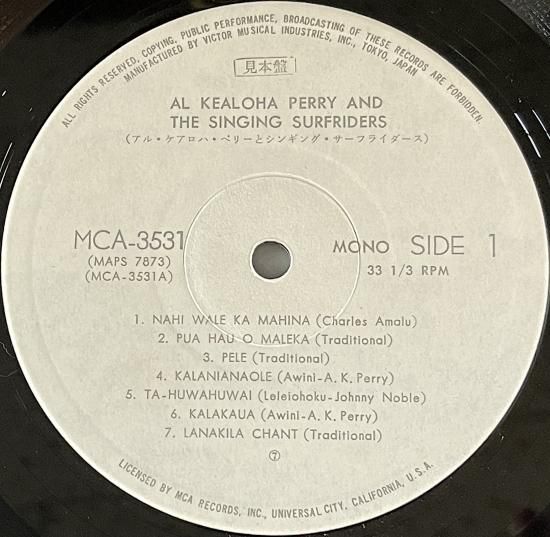 ALL RIGHTS RESERVED, COPYING, PUBLIC PERFORMANCE, BROADCASTING OF THESE RECORDS ARE FORBIDDEN.
MANUFACTURED BY VICTOR MUSICAL INDUSTRIES, INC., TOKYO, JAPAN
見本盤
AL KEALOHA PERRY AND
THE SINGING SURFRIDERS
(アル・ケアロハ・ペリーとシンギング・サーフライダース)
MCA-3531
(MAPS 7873)
(MCA-3531A)
MONO SIDE 1
33 1/3 RPM
1. NAHI WALE KA MAHINA (Charles Amalu)
2. PUA HAU O MALEKA (Traditional)
3. PELE (Traditional)
4. KALANIANAOLE (Awini-A. K. Perry)
5. TA-HUWAHUWAI (Leleiohoku-Johnny Noble)
6. KALAKAUA (Awini-A. K. Perry)
7. LANAKILA CHANT (Traditional)
⑦
LICENSED BY MCA RECORDS, INC., UNIVERSAL CITY, CALIFORNIA, U.S.A.